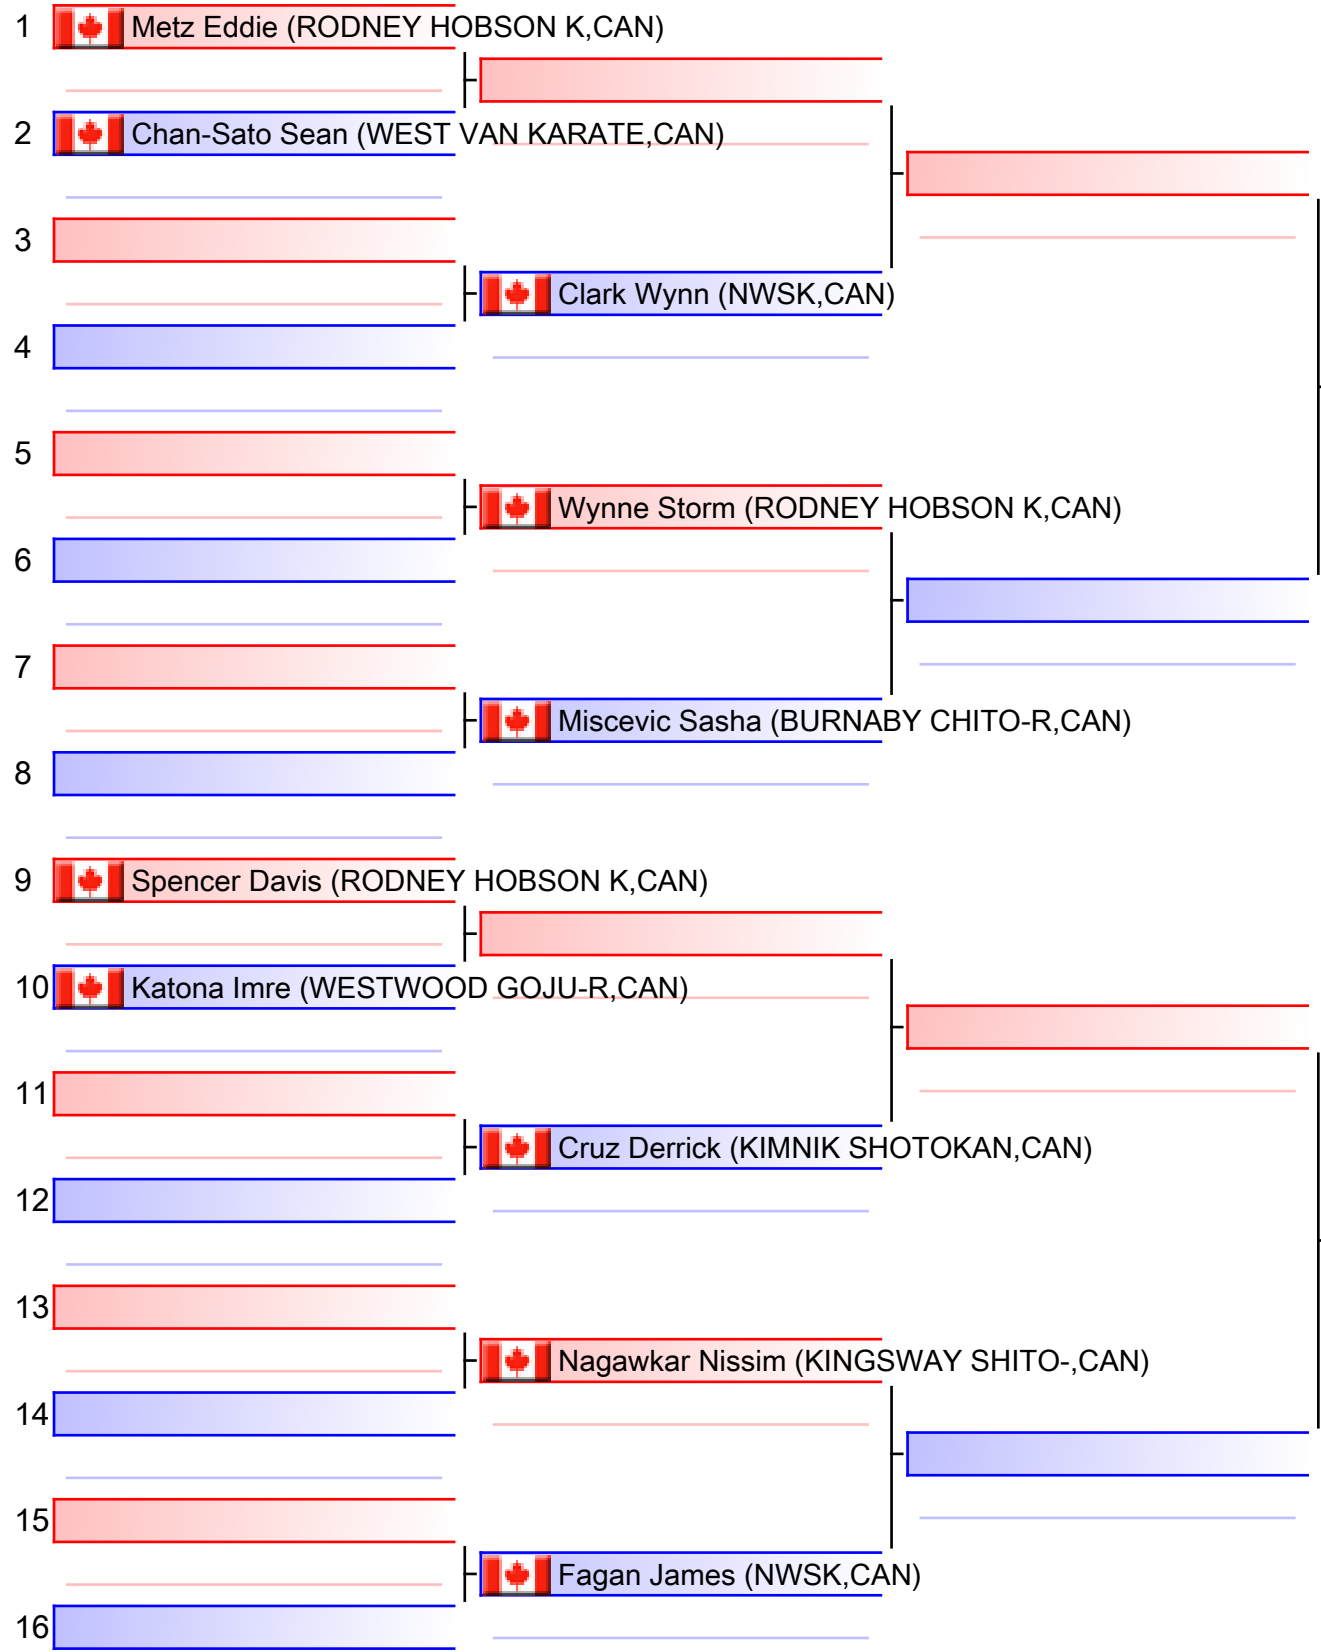 1 Metz Eddie (RODNEY HOBSON K,CAN)
2 Chan-Sato Sean (WEST VAN KARATE,CAN)
3
Clark Wynn (NWSK,CAN)
4
5
Wynne Storm (RODNEY HOBSON K,CAN)
6
7
Miscevic Sasha (BURNABY CHITO-R,CAN)
8
9 Spencer Davis (RODNEY HOBSON K,CAN)
10 Katona Imre (WESTWOOD GOJU-R,CAN)
11
Cruz Derrick (KIMNIK SHOTOKAN,CAN)
12
13
Nagawkar Nissim (KINGSWAY SHITO-,CAN)
14
15
Fagan James (NWSK,CAN)
16